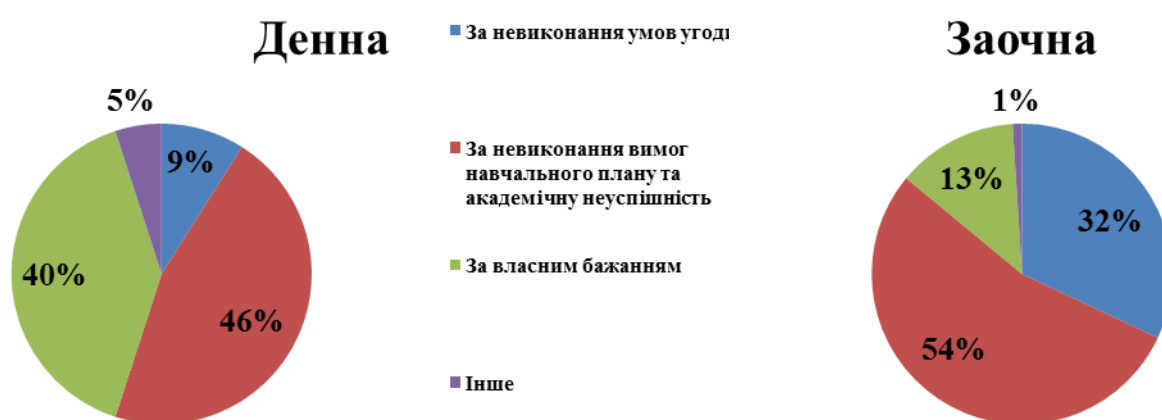 Денна
5%
9%
40%
46%
За невиконання умов угоди
За невиконання вимог
навчального плану та
академічну неуспішність
За власним бажанням
Інше
Заочна
1%
13%
32%
54%